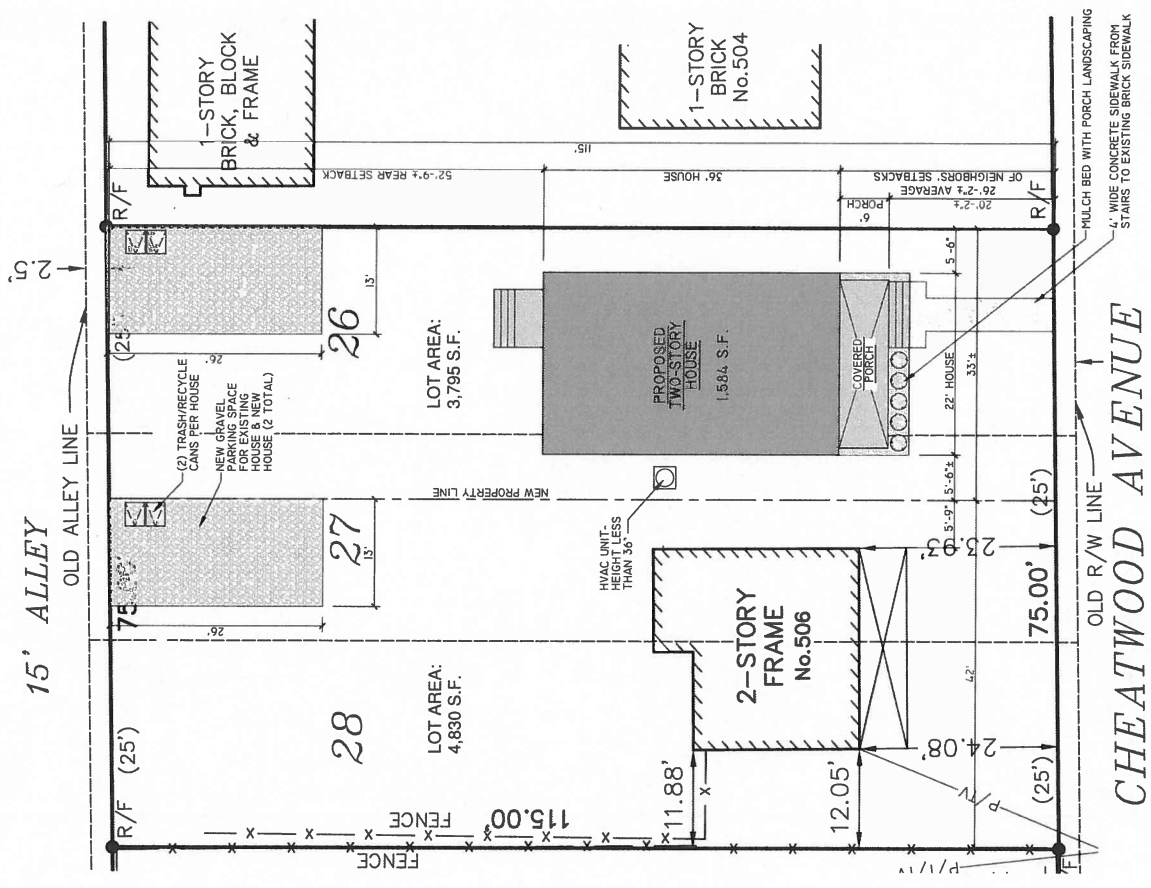 15' ALLEY
OLD ALLEY LINE
2.5'
R/F
(25')
R/F
(25'
75
115.00'
FENCE
FENCE
28
27
26
LOT AREA:
4,830 S.F.
LOT AREA:
3,795 S.F.
26'
13'
26'
13'
(2) TRASH/RECYCLE
CANS PER HOUSE
NEW GRAVEL
PARKING SPACE
FOR EXISTING
HOUSE & NEW
HOUSE (2 TOTAL)
NEW PROPERTY LINE
1-STORY
BRICK, BLOCK
& FRAME
1-STORY
BRICK
No.504
115'
52'-9"± REAR SETBACK
36' HOUSE
26'-2"± AVERAGE
OF NEIGHBORS' SETBACKS
6'
PORCH
20'-2"±
HVAC UNIT-
HEIGHT LESS
THAN 36"
PROPOSED
TWO-STORY
HOUSE
1,584 S.F.
COVERED
PORCH
2-STORY
FRAME
No.506
11.88'
12.05'
24.08'
23.93'
5'-9"
5'-6"±
22' HOUSE
5'-6"
42'
33'±
P/TV
P/T/V
(25')
75.00'
(25')
R/F
F
OLD R/W LINE
MULCH BED WITH PORCH LANDSCAPING
4' WIDE CONCRETE SIDEWALK FROM
STAIRS TO EXISTING BRICK SIDEWALK
CHEATWOOD AVENUE